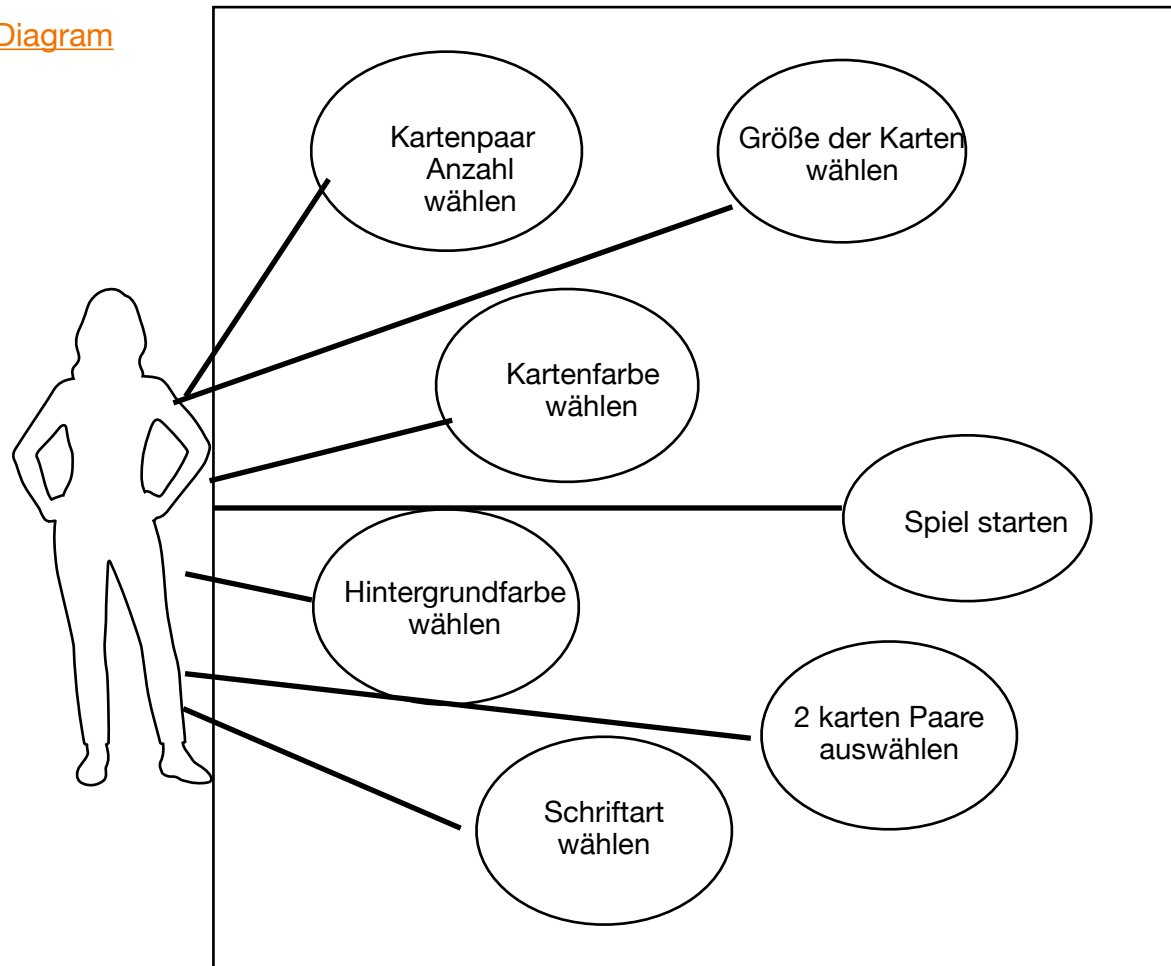 Diagram
Kartenpaar
Anzahl
wählen
Größe der Karten
wählen
Kartenfarbe
wählen
Spiel starten
Hintergrundfarbe
wählen
2 karten Paare
auswählen
Schriftart
wählen